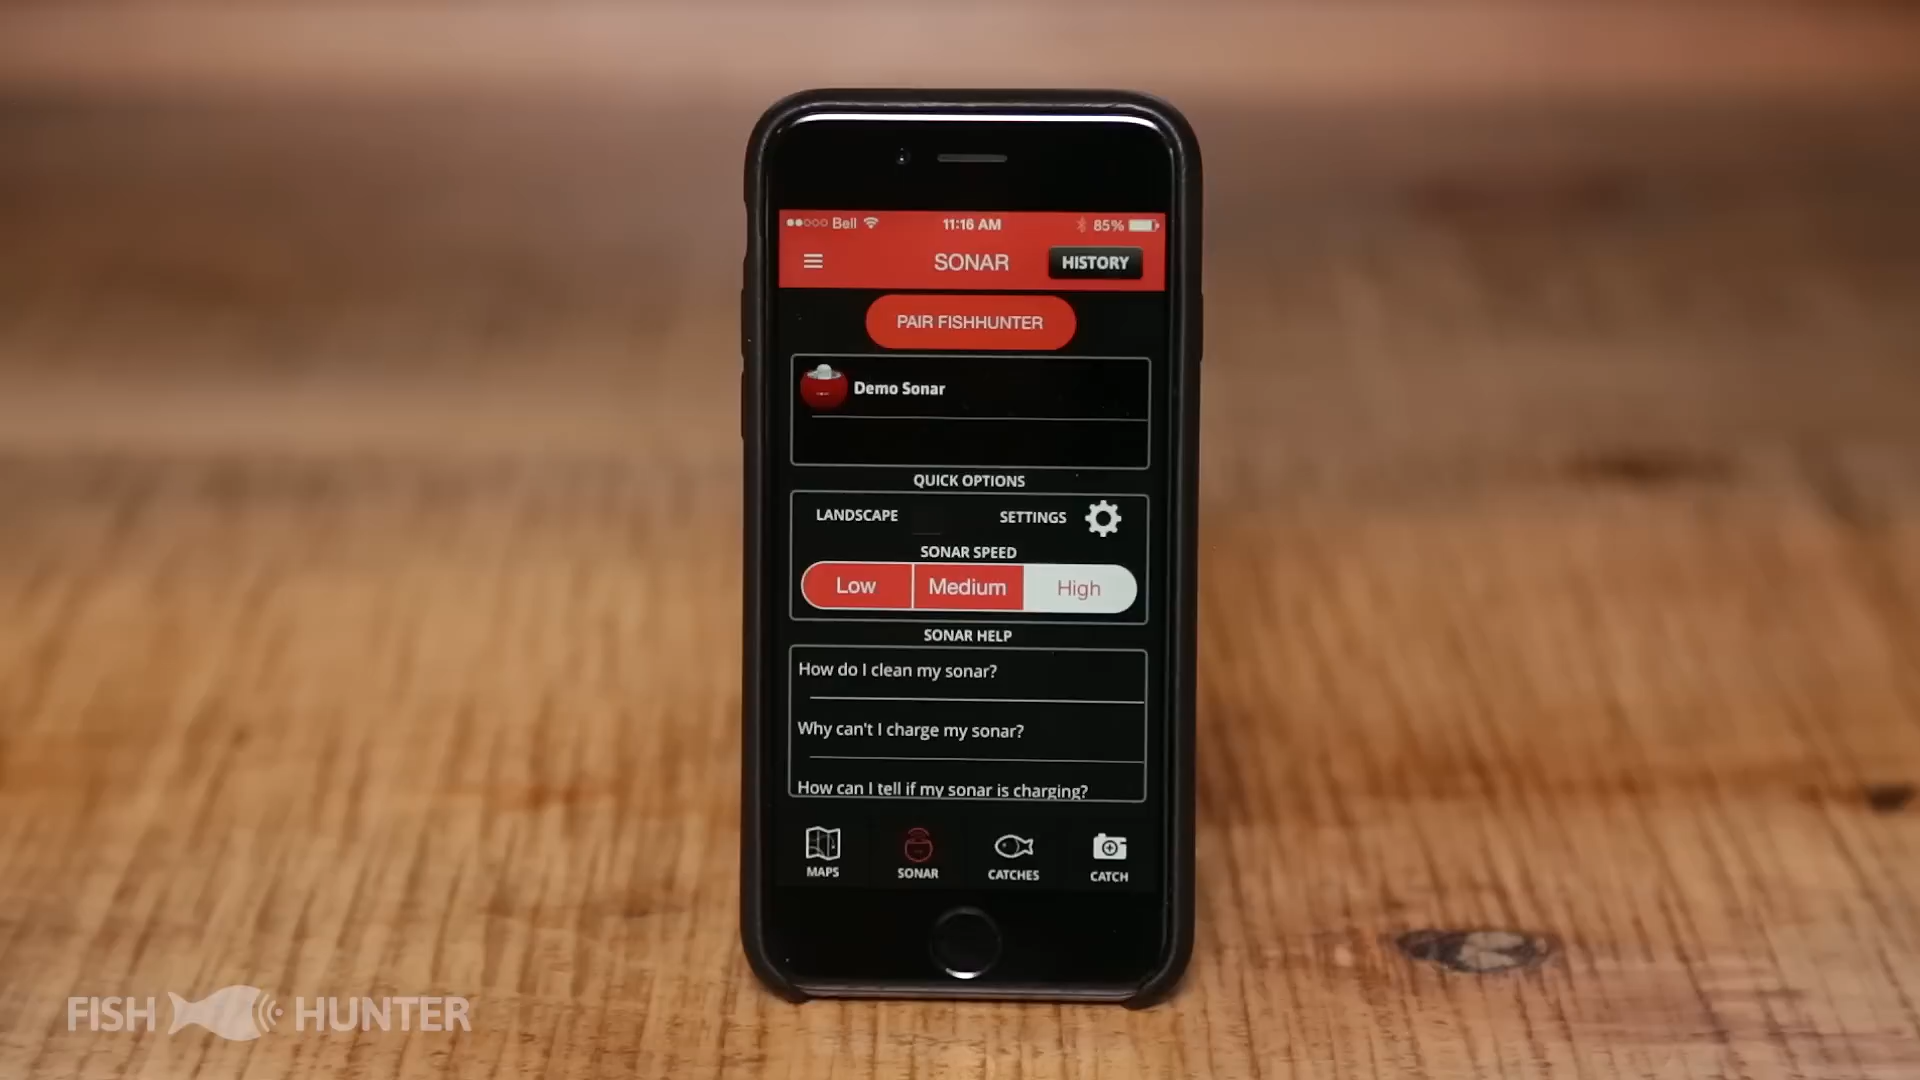 Bell
11:16 AM
85%
SONAR
HISTORY
PAIR FISHHUNTER
Demo Sonar
QUICK OPTIONS
LANDSCAPE
SETTINGS
SONAR SPEED
Low
Medium
High
SONAR HELP
How do I clean my sonar?
Why can't I charge my sonar?
How can I tell if my sonar is charging?
MAPS
SONAR
CATCHES
CATCH
FISH HUNTER